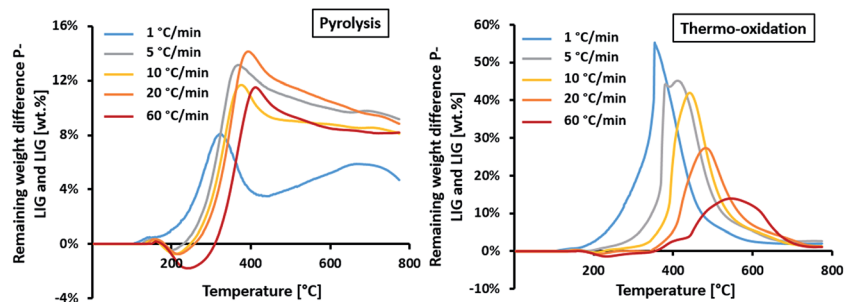 Pyrolysis
Remaining weight difference P-
LIG and LIG [wt.%]
16%
12%
8%
4%
0%
-4%
1 °C/min
5 °C/min
10 °C/min
20 °C/min
60 °C/min
200
400
600
800
Temperature [°C]
Thermo-oxidation
Remaining weight difference P-
LIG and LIG [wt.%]
60%
50%
40%
30%
20%
10%
0%
-10%
1 °C/min
5 °C/min
10 °C/min
20 °C/min
60 °C/min
0
200
400
600
800
Temperature [°C]